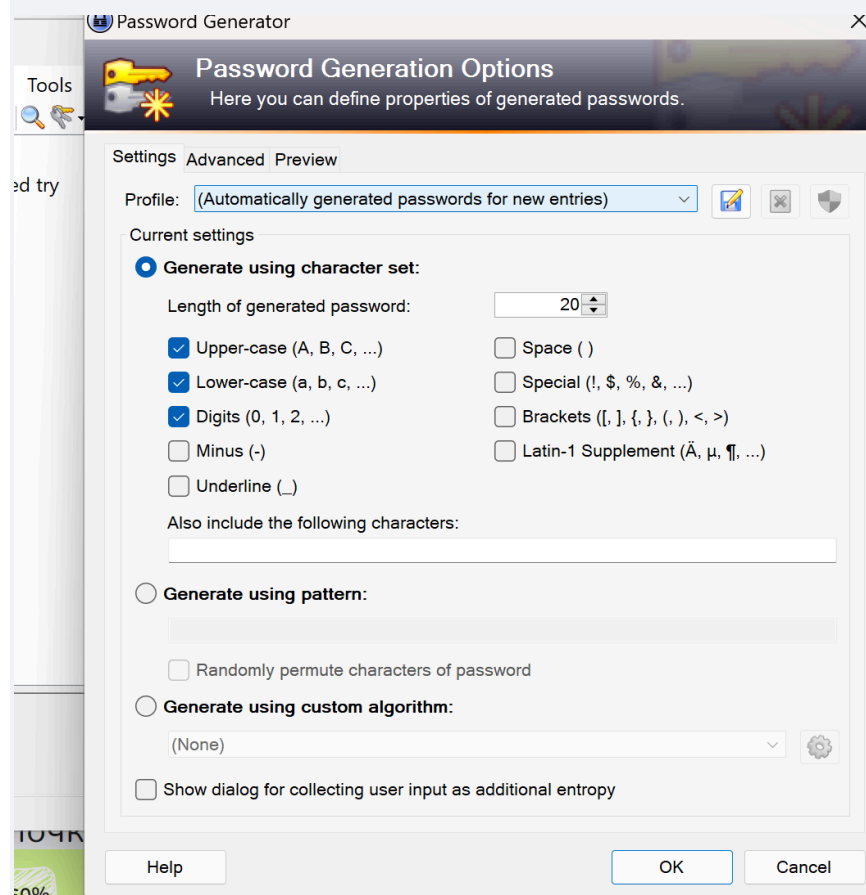 Password Generator
Password Generation Options
Here you can define properties of generated passwords.
Tools
ed try
Settings Advanced Preview
Profile: (Automatically generated passwords for new entries)
Current settings
Generate using character set:
Length of generated password: 20
Upper-case (A, B, C, ...) Space ( )
Lower-case (a, b, c, ...) Special (!, $, %, &, ...)
Digits (0, 1, 2, ...) Brackets ([, ], {, }, (, ), <, >)
Minus (-) Latin-1 Supplement (Ä, µ, ¶, ...)
Underline (_)
Also include the following characters:
Generate using pattern:
Randomly permute characters of password
Generate using custom algorithm:
(None)
Show dialog for collecting user input as additional entropy
Help OK Cancel